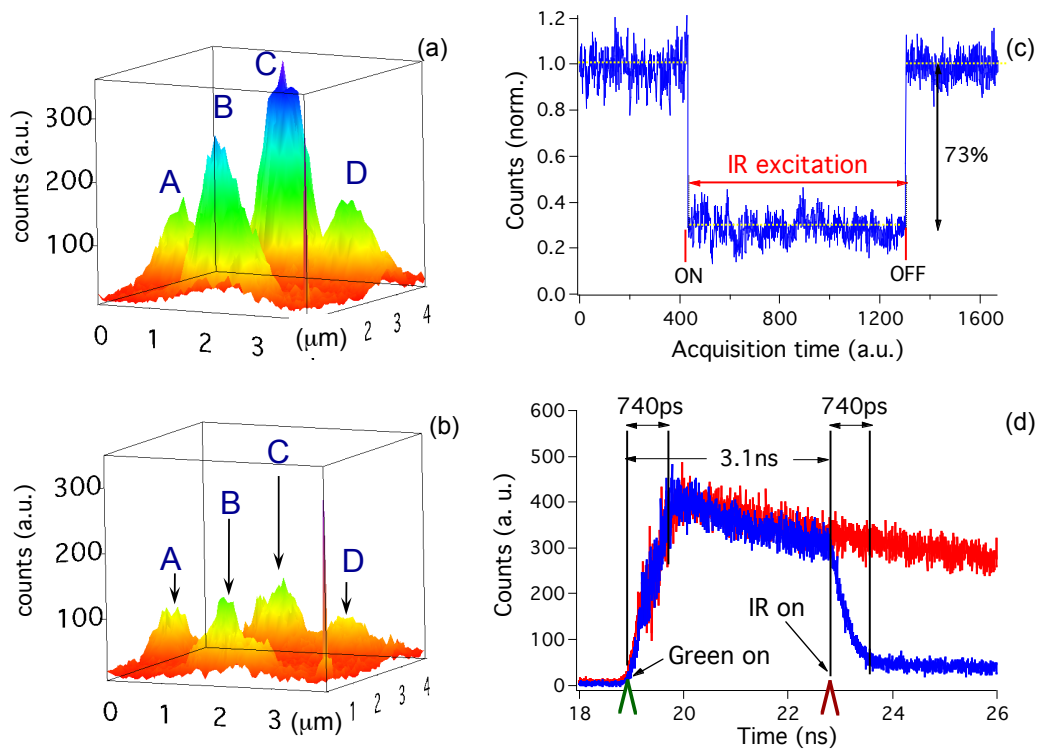 (a)
counts (a.u.)
300
200
100
A
B
C
D
0
1
2
3
(μm)
2
3
4
(b)
counts (a.u.)
300
200
100
A
B
C
D
0
1
2
3
(μm)
1
2
3
4
(c)
Counts (norm.)
1.2
1.0
0.8
0.6
0.4
0.2
0.0
IR excitation
73%
ON
OFF
0
400
800
1200
1600
Acquisition time (a.u.)
(d)
Counts (a. u.)
600
500
400
300
200
100
0
740ps
740ps
3.1ns
IR on
Green on
18
20
22
24
26
Time (ns)